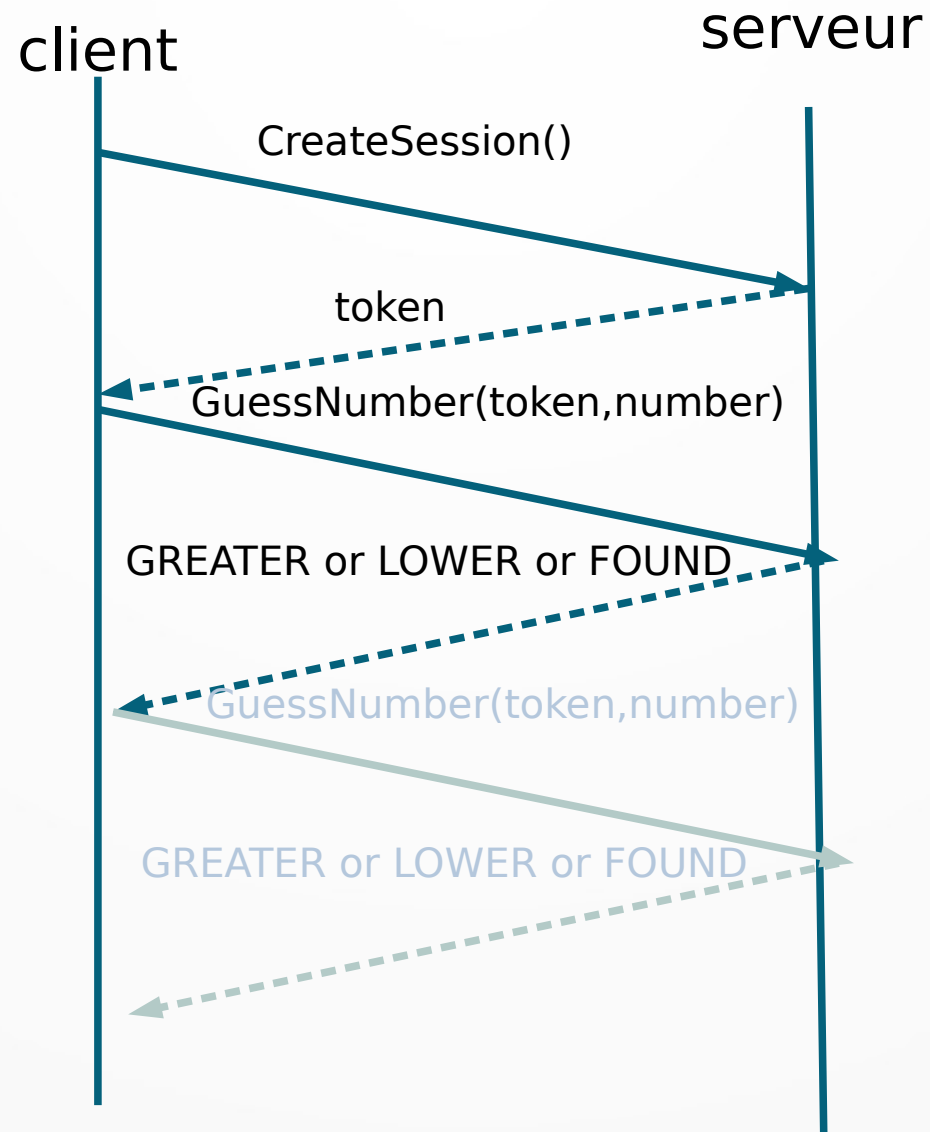 client
serveur
CreateSession()
token
GuessNumber(token,number)
GREATER or LOWER or FOUND
GuessNumber(token,number)
GREATER or LOWER or FOUND